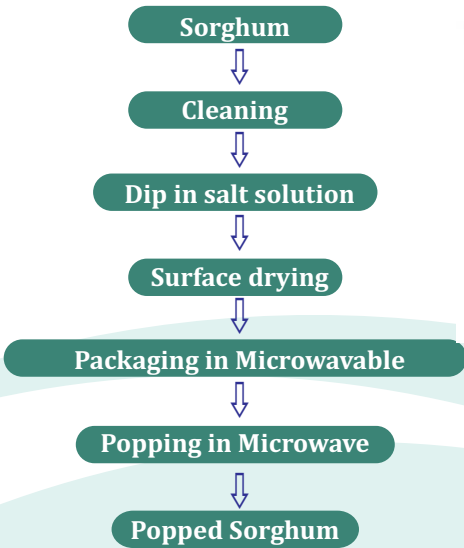 Sorghum
Cleaning
Dip in salt solution
Surface drying
Packaging in Microwavable
Popping in Microwave
Popped Sorghum